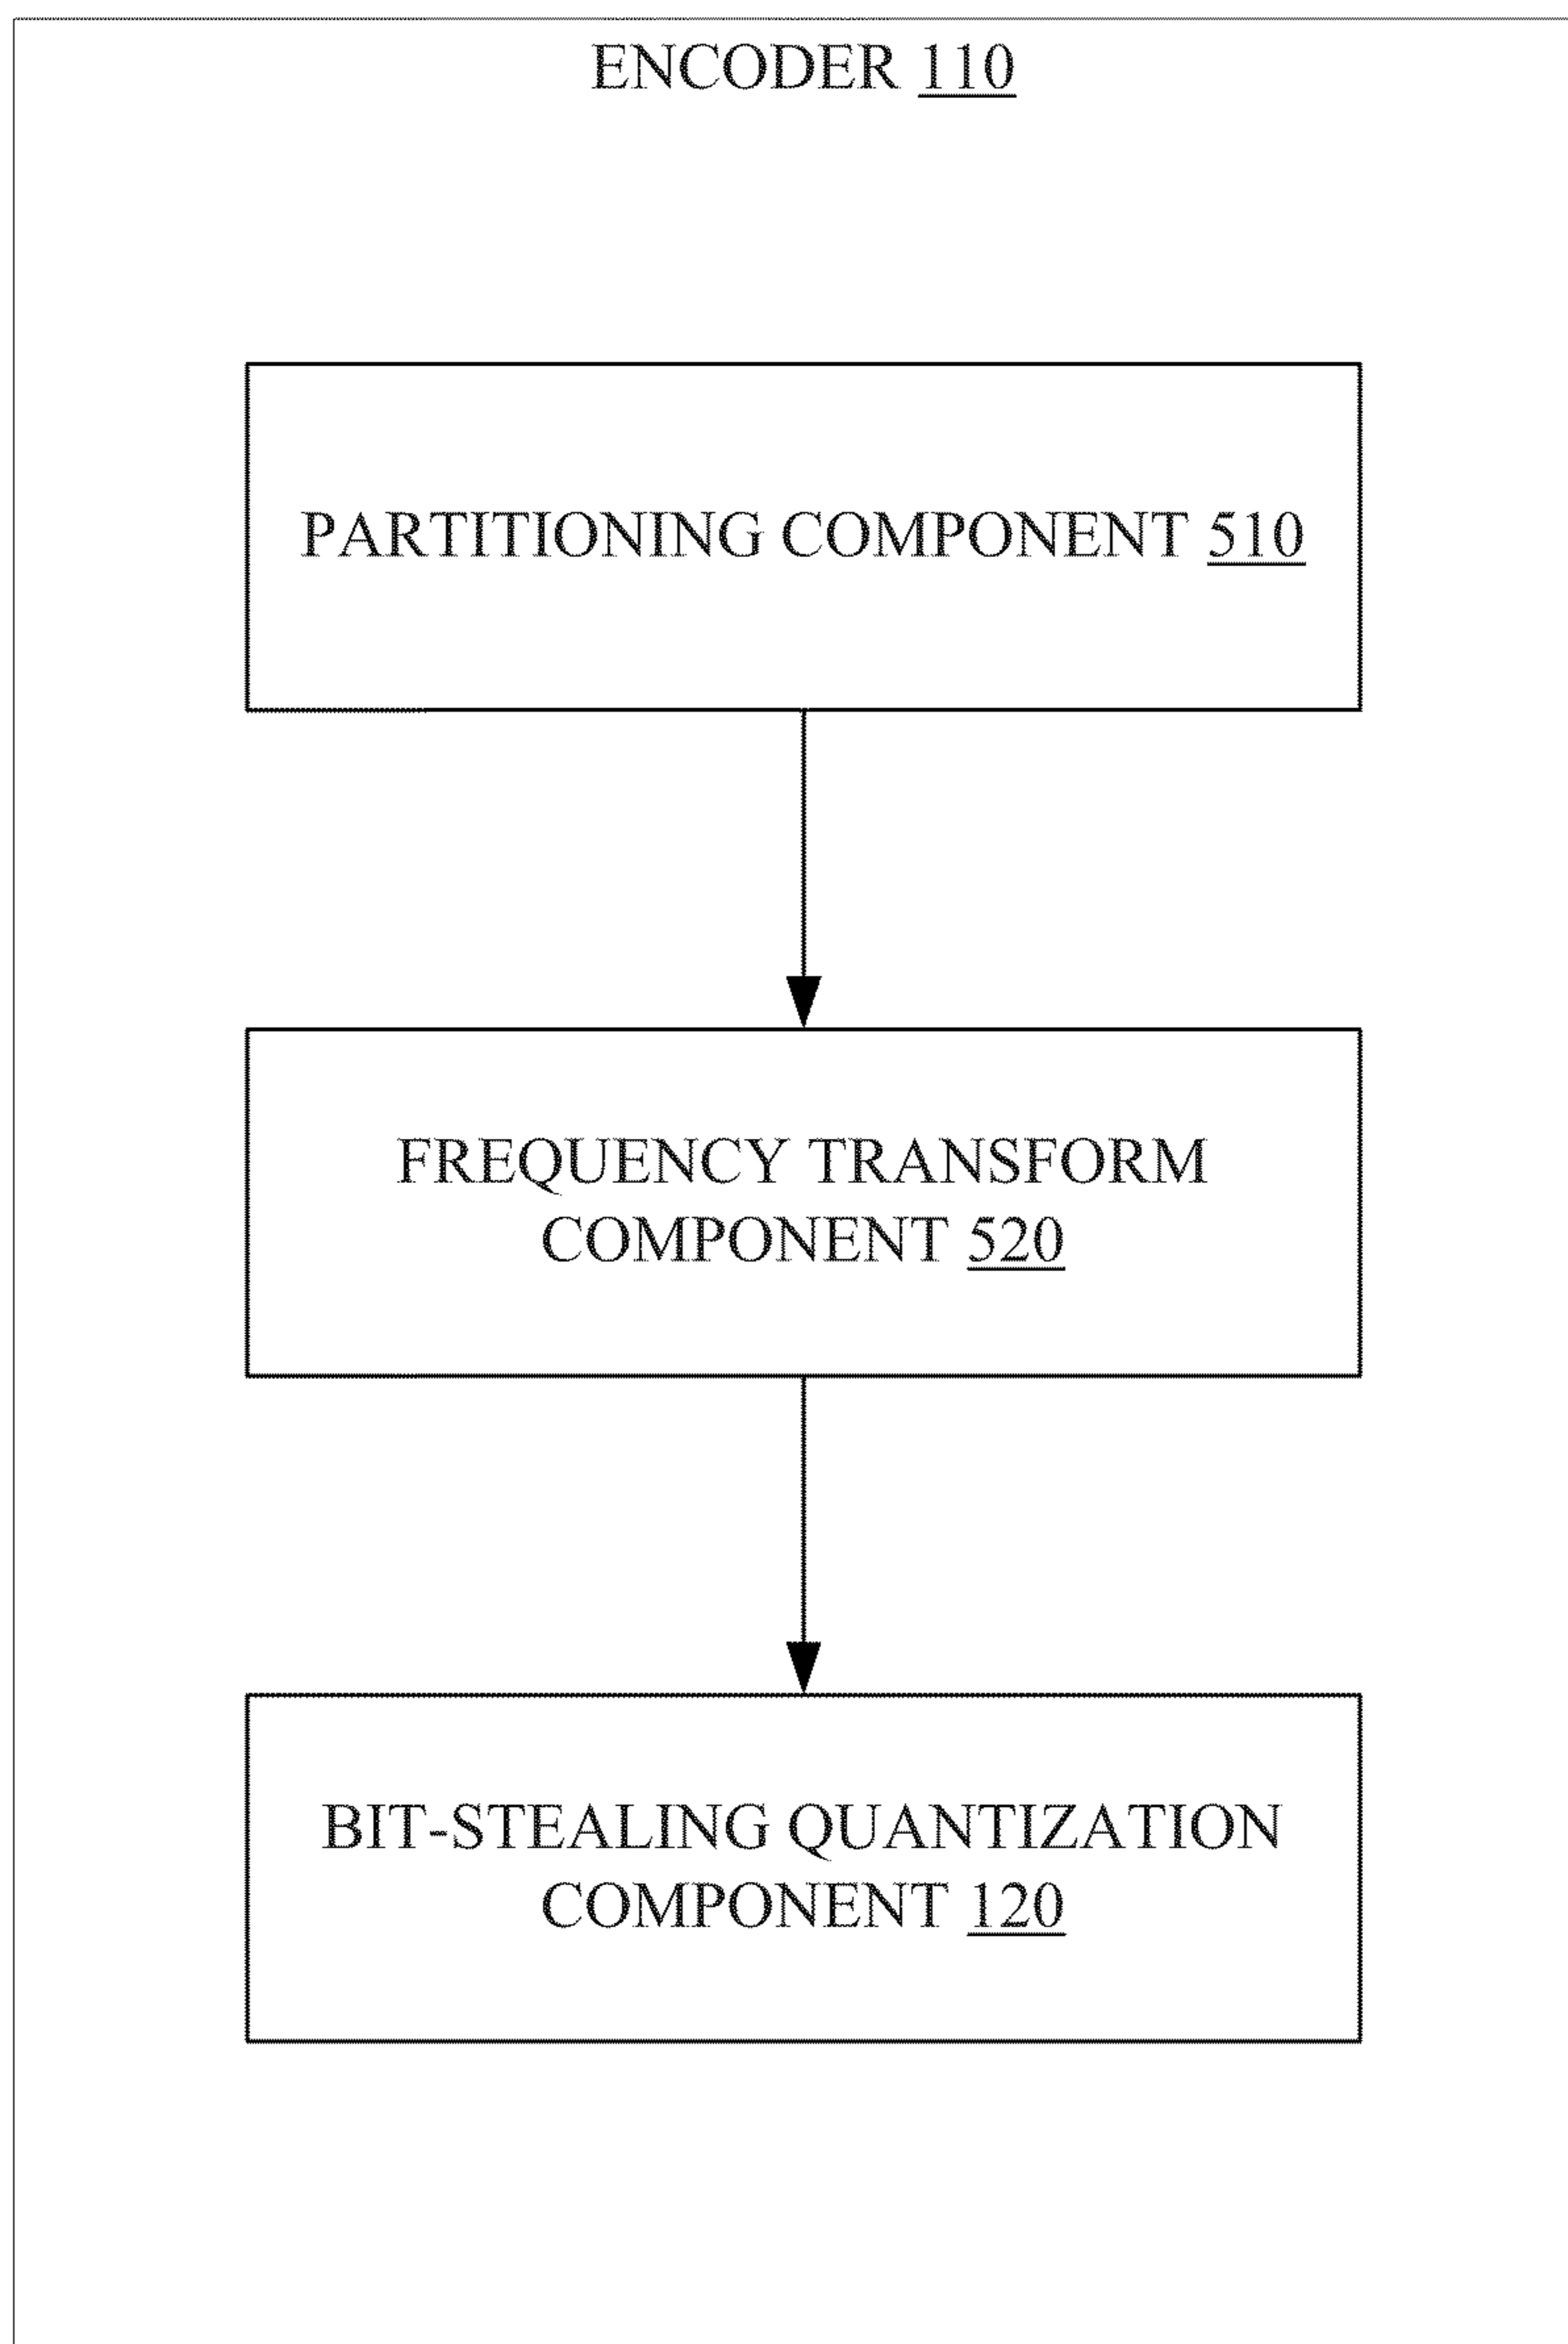 ENCODER 110
PARTITIONING COMPONENT 510
FREQUENCY TRANSFORM
COMPONENT 520
BIT-STEALING QUANTIZATION
COMPONENT 120